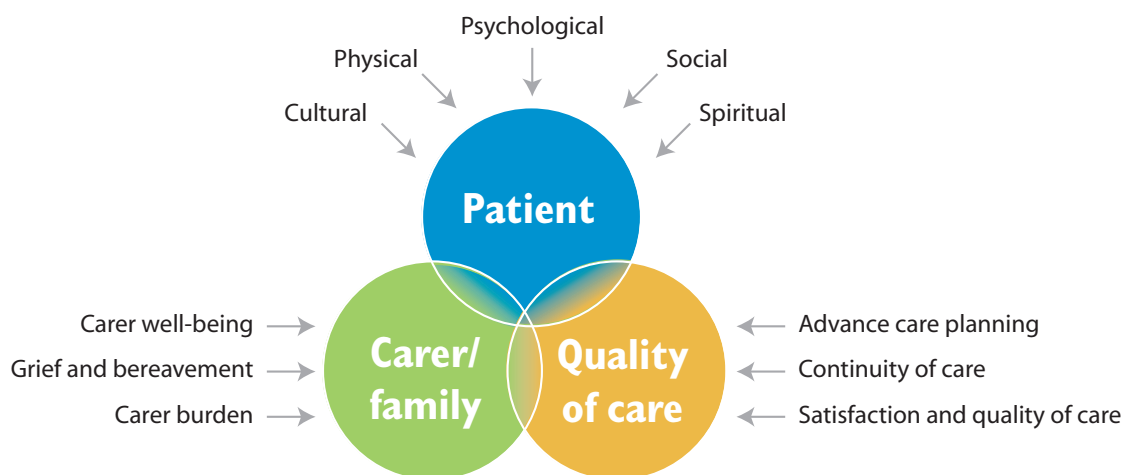 Psychological
Physical
Social
Cultural
Spiritual
Patient
Carer well-being
Grief and bereavement
Carer burden
Carer/
family
Quality
of care
Advance care planning
Continuity of care
Satisfaction and quality of care